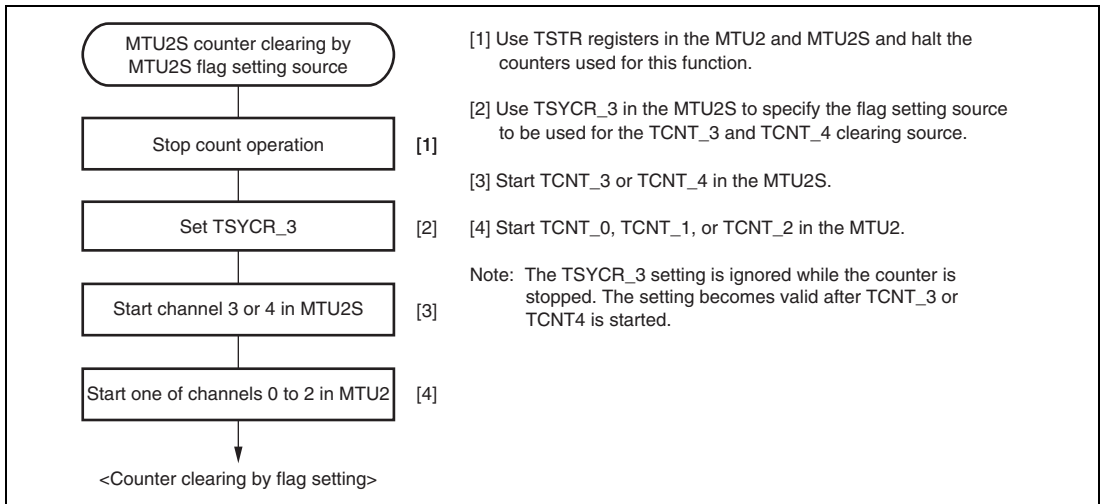 MTU2S counter clearing by
MTU2S flag setting source
Stop count operation
[1]
Set TSYCR_3
[2]
Start channel 3 or 4 in MTU2S
[3]
Start one of channels 0 to 2 in MTU2
[4]
<Counter clearing by flag setting>
[1] Use TSTR registers in the MTU2 and MTU2S and halt the
counters used for this function.
[2] Use TSYCR_3 in the MTU2S to specify the flag setting source
to be used for the TCNT_3 and TCNT_4 clearing source.
[3] Start TCNT_3 or TCNT_4 in the MTU2S.
[4] Start TCNT_0, TCNT_1, or TCNT_2 in the MTU2.
Note: The TSYCR_3 setting is ignored while the counter is
stopped. The setting becomes valid after TCNT_3 or
TCNT4 is started.